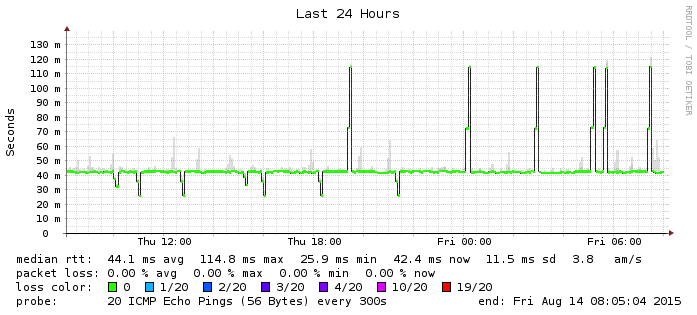 Last 24 Hours
RRDTOOL / TOBI OETIKER
Seconds
130 m
120 m
110 m
100 m
90 m
80 m
70 m
60 m
50 m
40 m
30 m
20 m
10 m
0
Thu 12:00 Thu 18:00 Fri 00:00 Fri 06:00
median rtt: 44.1 ms avg 114.8 ms max 25.9 ms min 42.4 ms now 11.5 ms sd 3.8 am/s
packet loss: 0.00 % avg 0.00 % max 0.00 % min 0.00 % now
loss color: 0 1/20 2/20 3/20 4/20 10/20 19/20
probe: 20 ICMP Echo Pings (56 Bytes) every 300s end: Fri Aug 14 08:05:04 2015